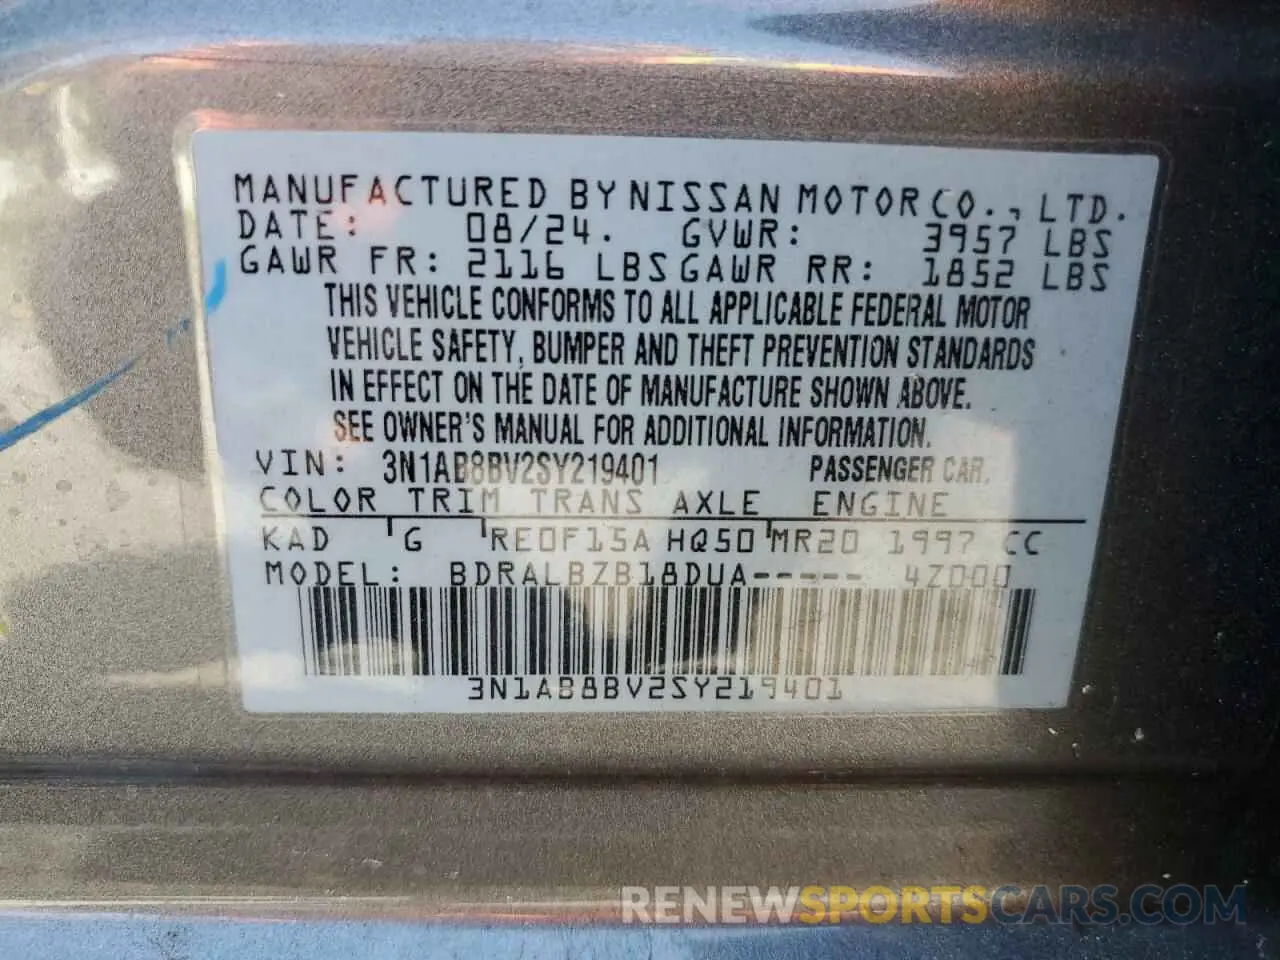 MANUFACTURED BY NISSAN MOTOR CO., LTD.
DATE: 08/24. GVWR: 3957 LBS
GAWR FR: 2116 LBS GAWR RR: 1852 LBS
THIS VEHICLE CONFORMS TO ALL APPLICABLE FEDERAL MOTOR
VEHICLE SAFETY, BUMPER AND THEFT PREVENTION STANDARDS
IN EFFECT ON THE DATE OF MANUFACTURE SHOWN ABOVE.
SEE OWNER'S MANUAL FOR ADDITIONAL INFORMATION.
VIN: 3N1AB8BV2SY219401 PASSENGER CAR.
COLOR TRIM TRANS AXLE ENGINE
KAD G RE0F15A HQ50 MR20 1997 CC
MODEL: BDRALBZB18DUA----- 4Z000
3N1AB8BV2SY219401
RENEWSPORTSCARS.COM